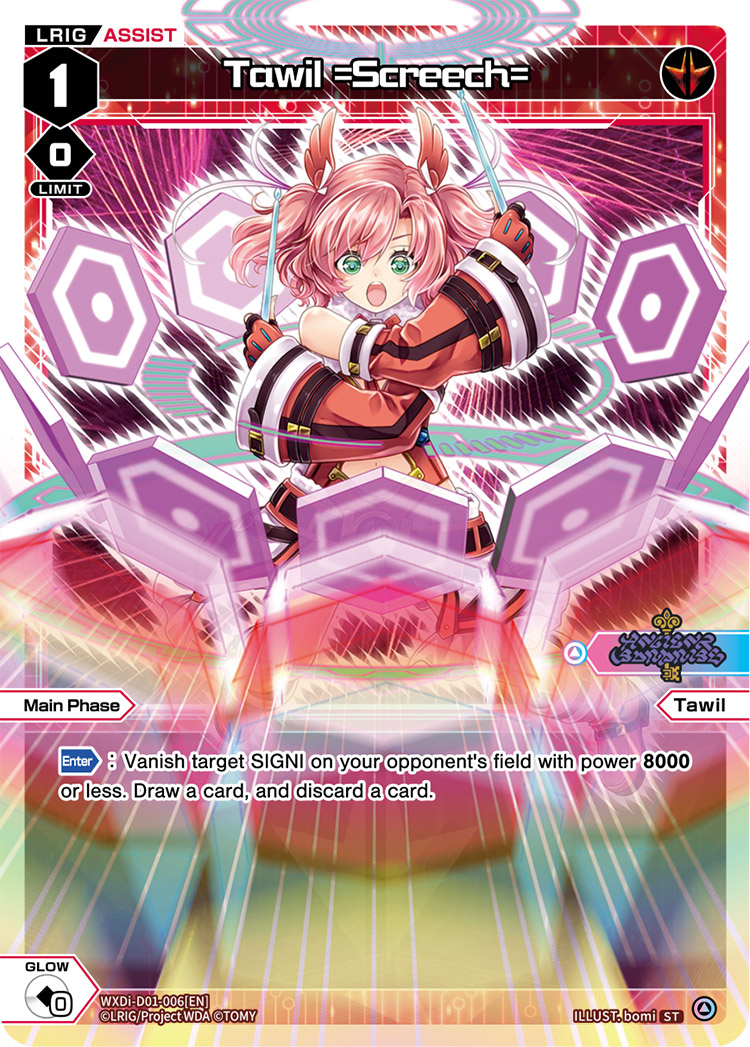 LRIG ASSIST
1
Tawil =Screech=
0
LIMIT
Main Phase
Tawil
Enter : Vanish target SIGNI on your opponent's field with power 8000
or less. Draw a card, and discard a card.
GLOW
0
WXDi-D01-006[EN]
©LRIG/Project WDA ©TOMY
ILLUST. bomi ST